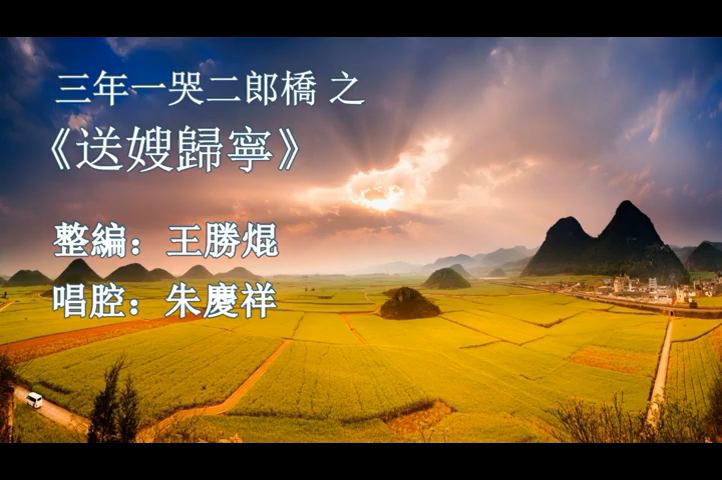 三年一哭二郎橋 之
《送嫂歸寧》
整編：王勝焜
唱腔：朱慶祥